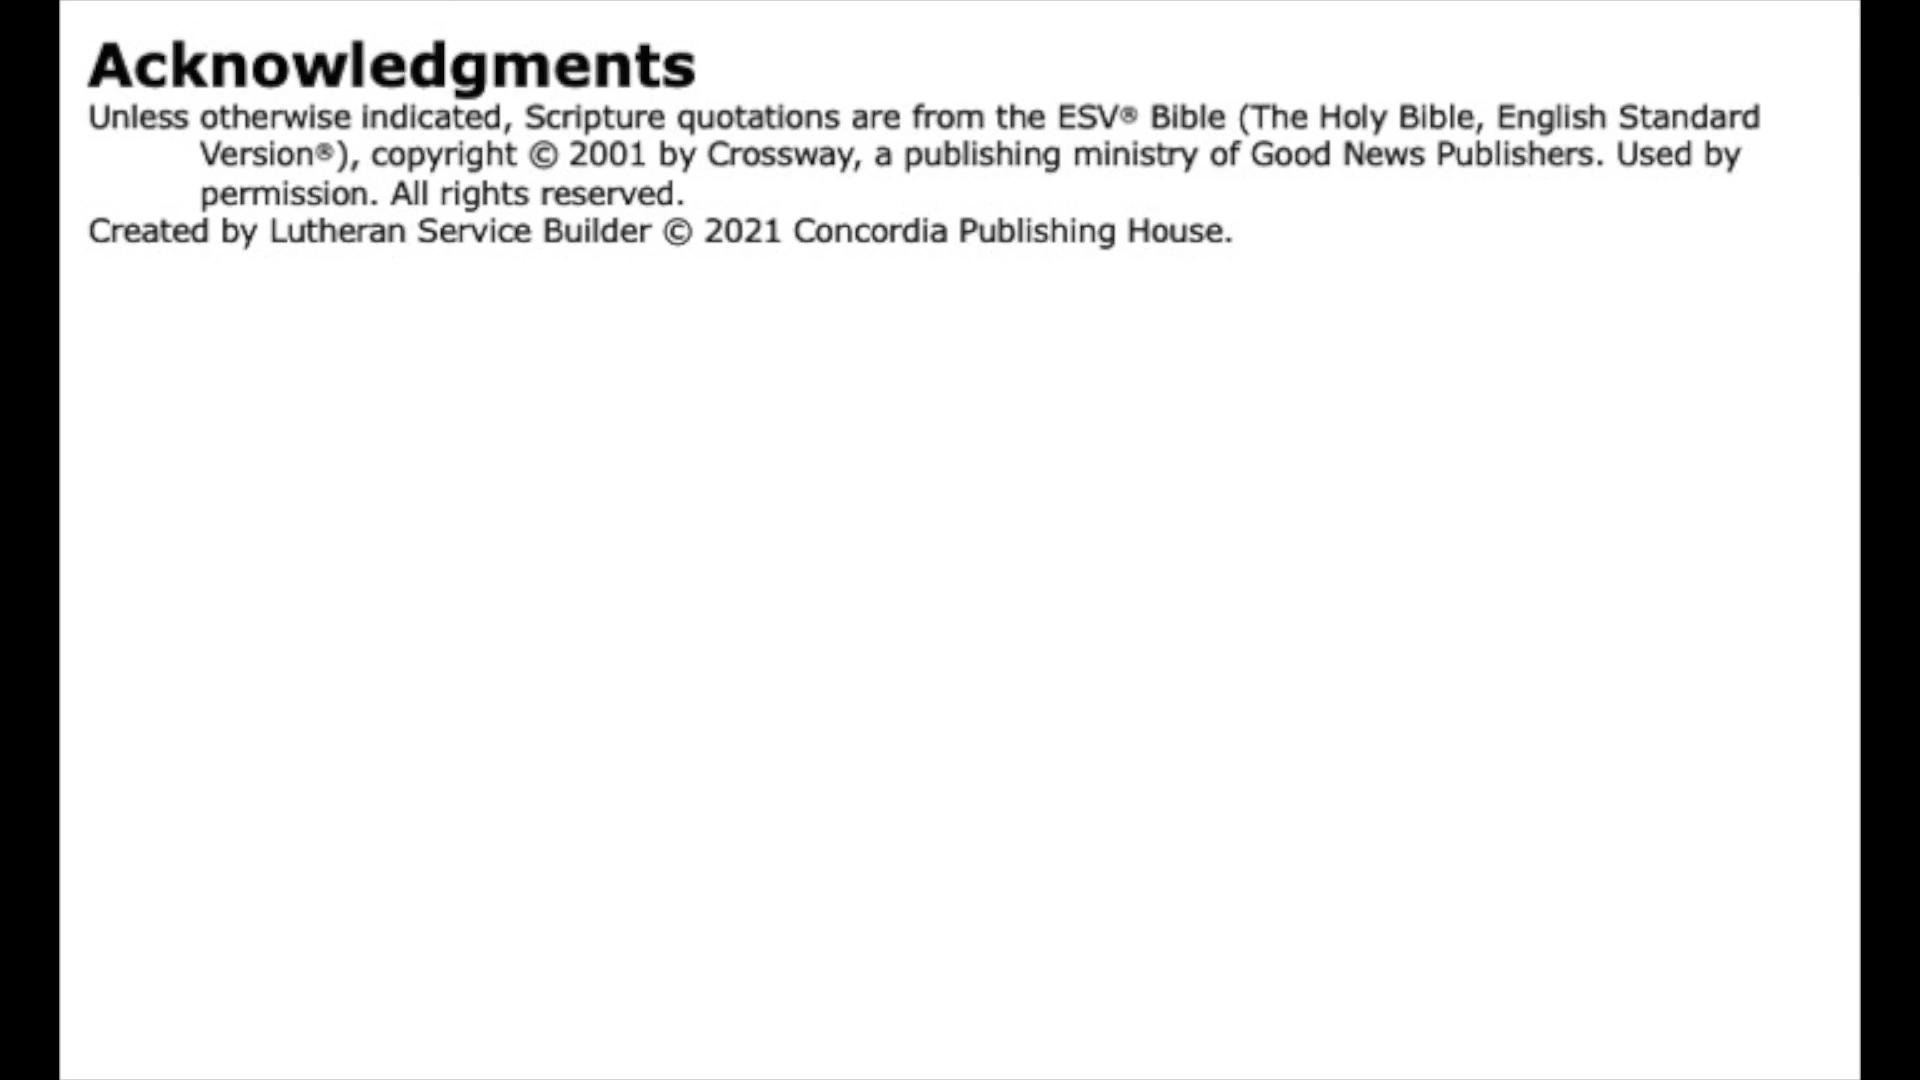 Acknowledgments
Unless otherwise indicated, Scripture quotations are from the ESV® Bible (The Holy Bible, English Standard
Version®), copyright © 2001 by Crossway, a publishing ministry of Good News Publishers. Used by
permission. All rights reserved.
Created by Lutheran Service Builder © 2021 Concordia Publishing House.